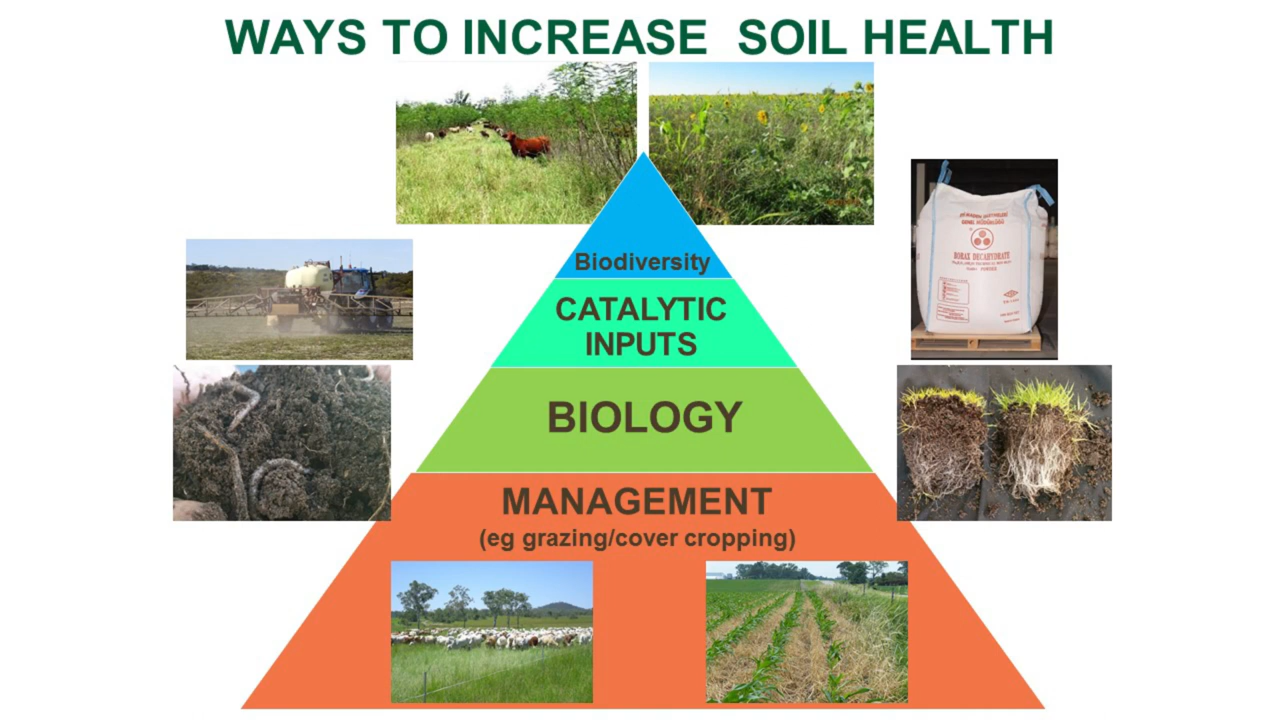 WAYS TO INCREASE SOIL HEALTH
Biodiversity
CATALYTIC
INPUTS
BIOLOGY
MANAGEMENT
(eg grazing/cover cropping)
BORAX DECAHYDRATE